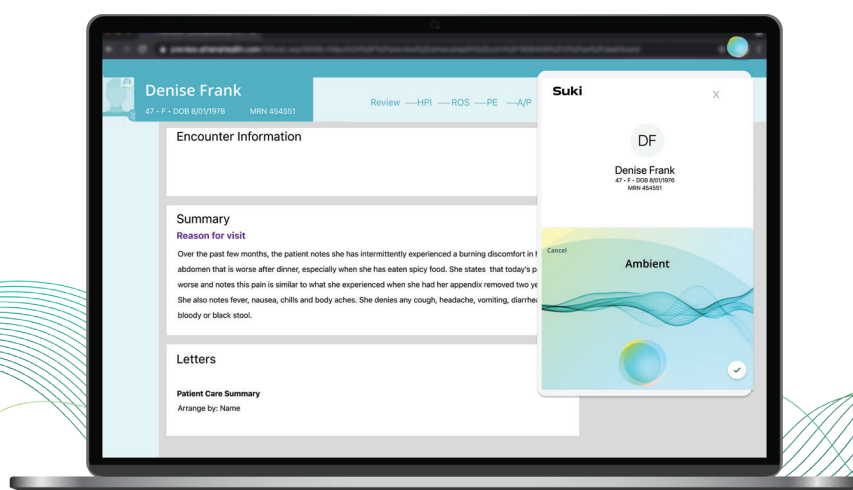 Denise Frank
47 • F • DOB 8/01/1978 MRN 454551
Review HPI ROS PE A/P
Encounter Information
Summary
Reason for visit
Over the past few months, the patient notes she has intermittently experienced a burning discomfort in
abdomen that is worse after dinner, especially when she has eaten spicy food. She states that today's
worse and notes this pain is similar to what she experienced when she had her appendix removed two
She also notes fever, nausea, chills and body aches. She denies any cough, headache, vomiting,
bloody or black stool.
Letters
Patient Care Summary
Arrange by: Name
Suki
X
DF
Denise Frank
47 • F • DOB 8/01/1976
MRN 454551
Cancel
Ambient